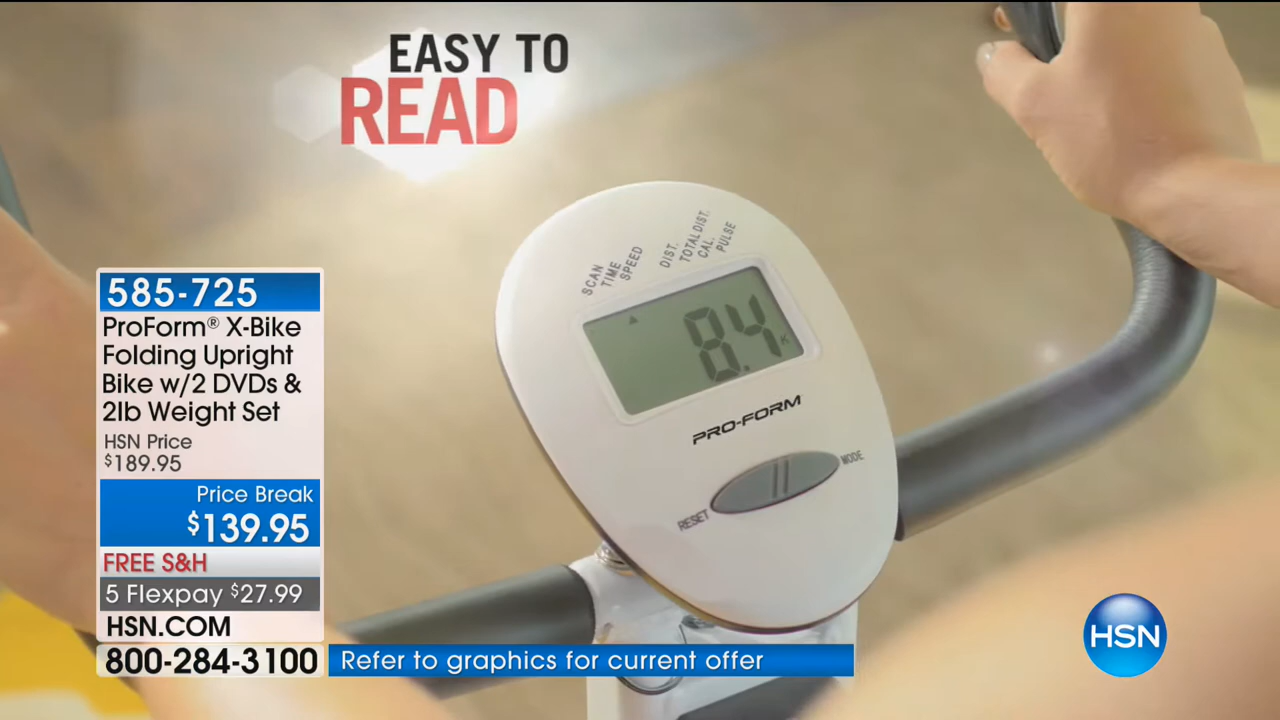 EASY TO
READ
SCAN
TIME
SPEED
DIST.
TOTAL DIST.
CAL.
PULSE
8.4 K
PRO-FORM
MODE
RESET
585-725
ProForm® X-Bike
Folding Upright
Bike w/2 DVDs &
2lb Weight Set
HSN Price
$189.95
Price Break
$139.95
FREE S&H
5 Flexpay $27.99
HSN.COM
800-284-3100
Refer to graphics for current offer
HSN